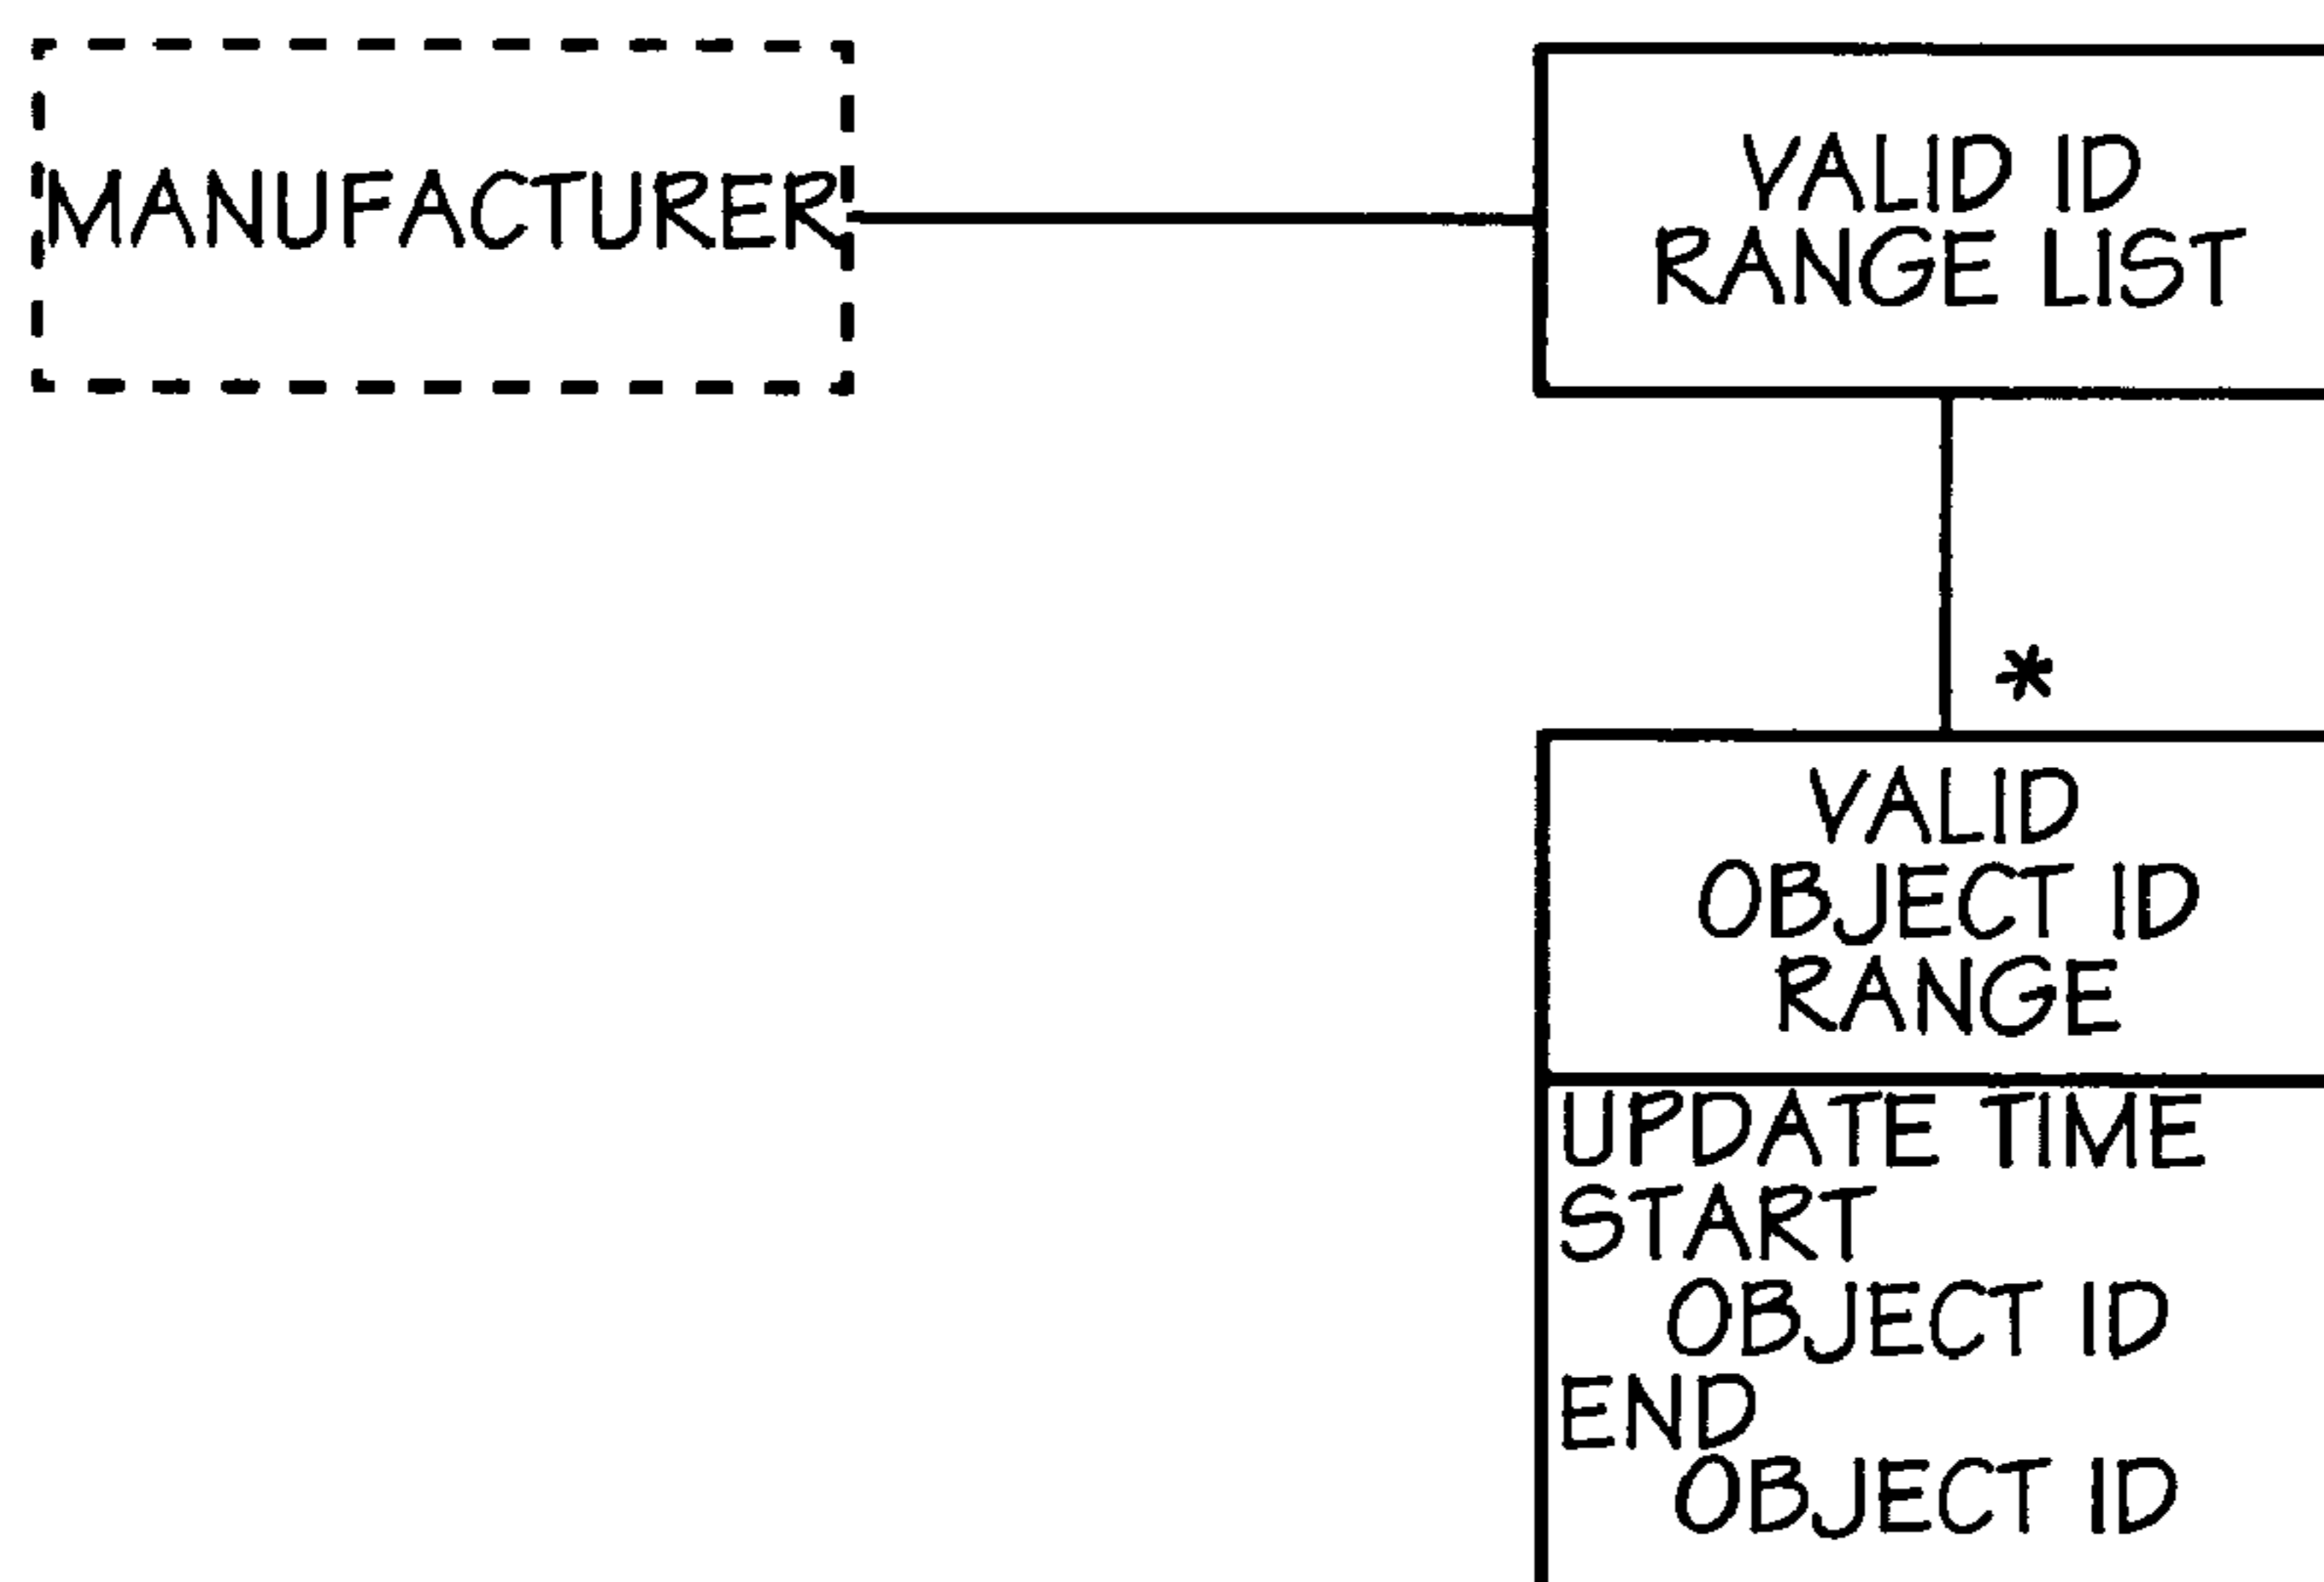 MANUFACTURER
VALID ID
RANGE LIST
*
VALID
OBJECT ID
RANGE
UPDATE TIME
START
OBJECT ID
END
OBJECT ID